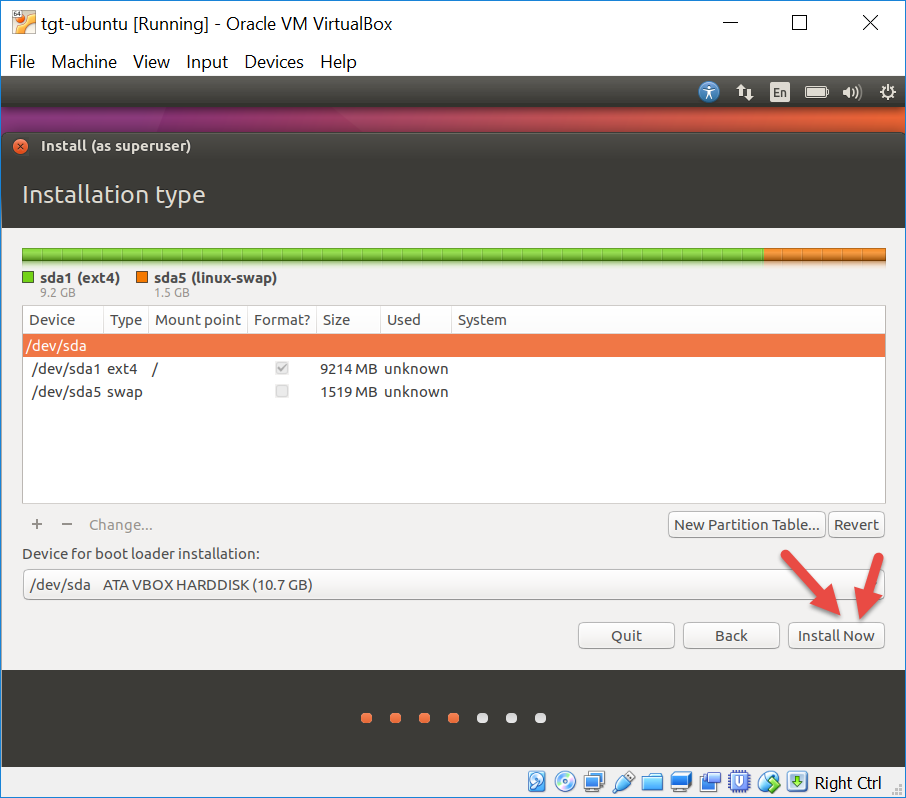 64
tgt-ubuntu [Running] - Oracle VM VirtualBox
File Machine View Input Devices Help
En
Install (as superuser)
Installation type
sda1 (ext4) sda5 (linux-swap)
9.2 GB 1.5 GB
Device Type Mount point Format? Size Used System
/dev/sda
/dev/sda1 ext4 / 9214 MB unknown
/dev/sda5 swap 1519 MB unknown
+ − Change... New Partition Table... Revert
Device for boot loader installation:
/dev/sda ATA VBOX HARDDISK (10.7 GB)
Quit Back Install Now
Right Ctrl